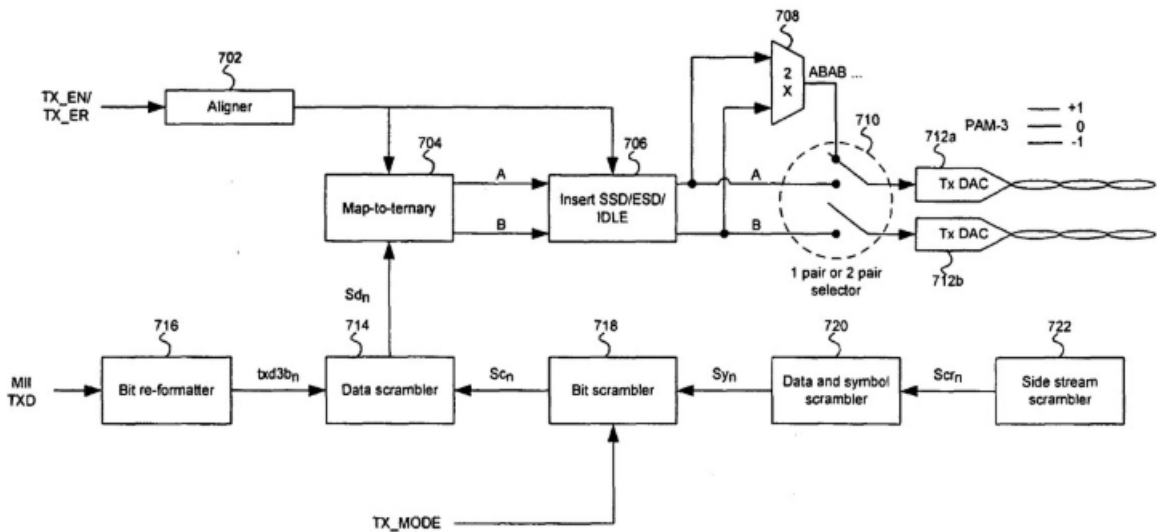 708
702
2
X
ABAB ...
TX_EN/
TX_ER
Aligner
710
PAM-3
+1
0
-1
704
706
712a
A
Map-to-ternary
Insert SSD/ESD/
IDLE
A
Tx DAC
B
B
Tx DAC
1 pair or 2 pair
selector
712b
Sdn
716
714
718
720
722
MII
TXD
Bit re-formatter
txd3bn
Data scrambler
Scn
Bit scrambler
Syn
Data and symbol
scrambler
Scrn
Side stream
scrambler
TX_MODE